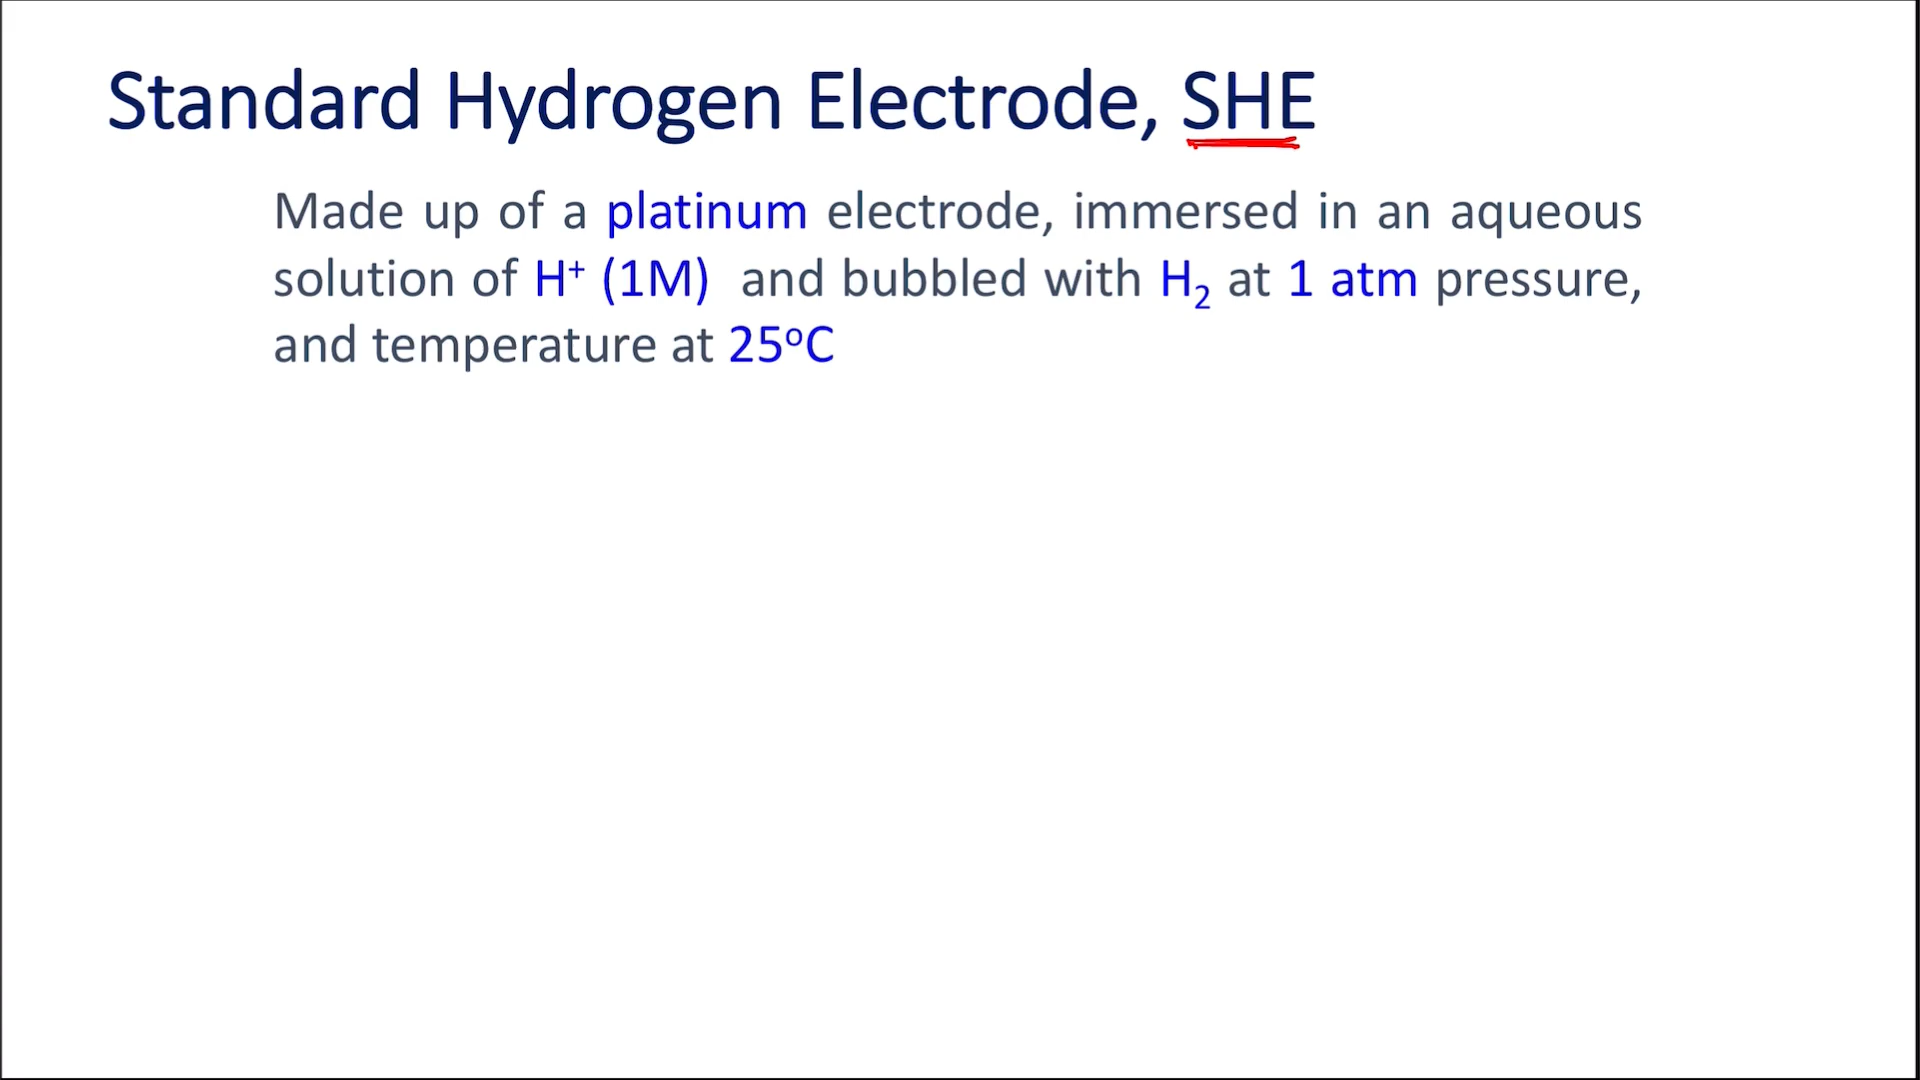 Standard Hydrogen Electrode, SHE
Made up of a platinum electrode, immersed in an aqueous
solution of H⁺ (1M) and bubbled with H₂ at 1 atm pressure,
and temperature at 25ºC